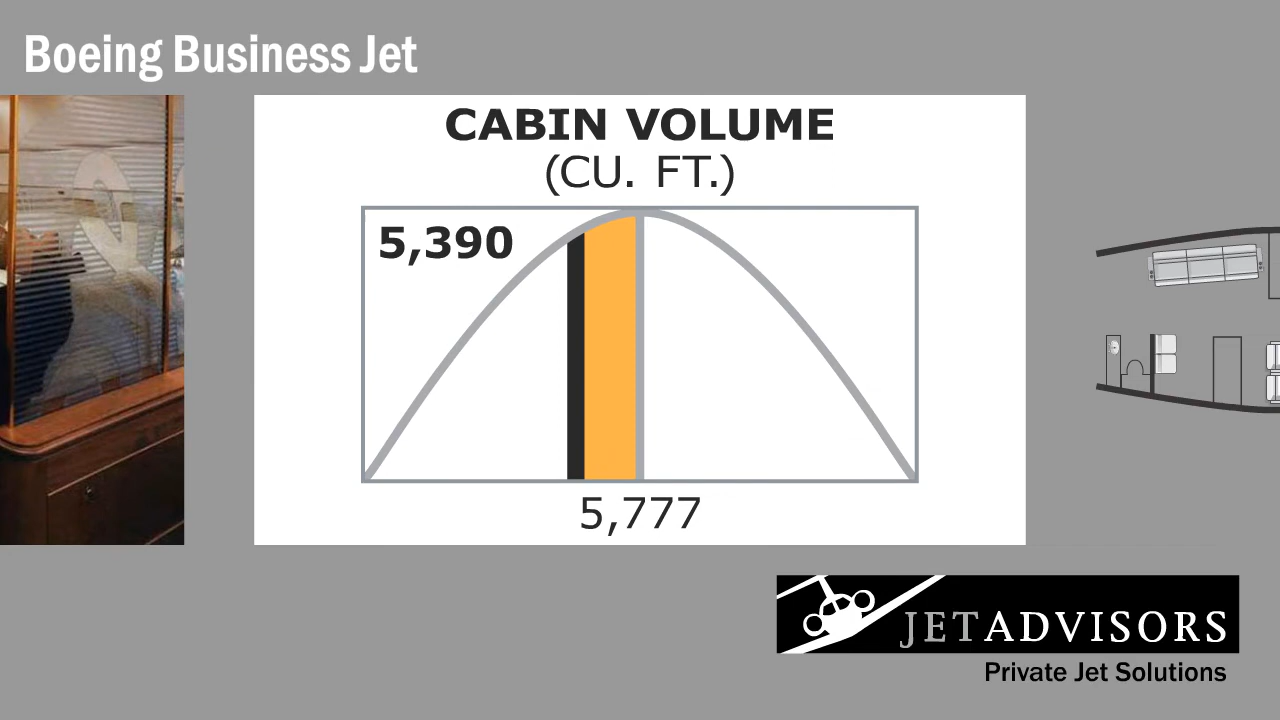 Boeing Business Jet
CABIN VOLUME
(CU. FT.)
5,390
5,777
JETADVISORS
Private Jet Solutions